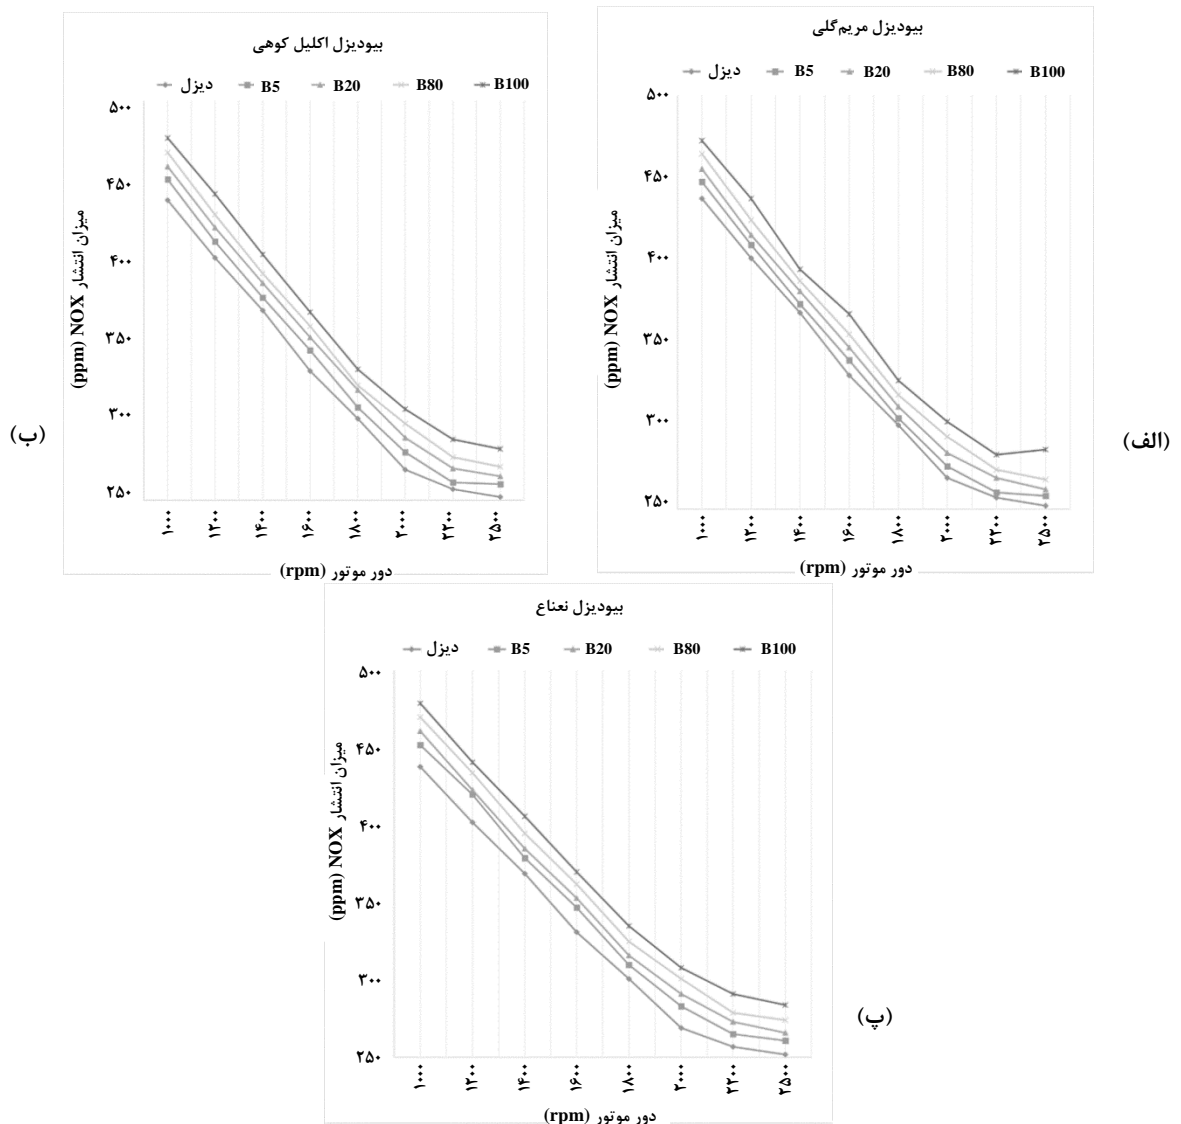 بیودیزل مریم‌گلی
دیزل B5 B20 B80 B100
۵۰۰
۴۵۰
۴۰۰
۳۵۰
۳۰۰
۲۵۰
میزان انتشار NOX (ppm)
۱۰۰۰ ۱۲۰۰ ۱۴۰۰ ۱۶۰۰ ۱۸۰۰ ۲۰۰۰ ۲۲۰۰ ۲۵۰۰
دور موتور (rpm)
(الف)
بیودیزل اکلیل کوهی
دیزل B5 B20 B80 B100
۵۰۰
۴۵۰
۴۰۰
۳۵۰
۳۰۰
۲۵۰
میزان انتشار NOX (ppm)
۱۰۰۰ ۱۲۰۰ ۱۴۰۰ ۱۶۰۰ ۱۸۰۰ ۲۰۰۰ ۲۲۰۰ ۲۵۰۰
دور موتور (rpm)
(ب)
بیودیزل نعناع
دیزل B5 B20 B80 B100
۵۰۰
۴۵۰
۴۰۰
۳۵۰
۳۰۰
۲۵۰
میزان انتشار NOX (ppm)
۱۰۰۰ ۱۲۰۰ ۱۴۰۰ ۱۶۰۰ ۱۸۰۰ ۲۰۰۰ ۲۲۰۰ ۲۵۰۰
دور موتور (rpm)
(پ)